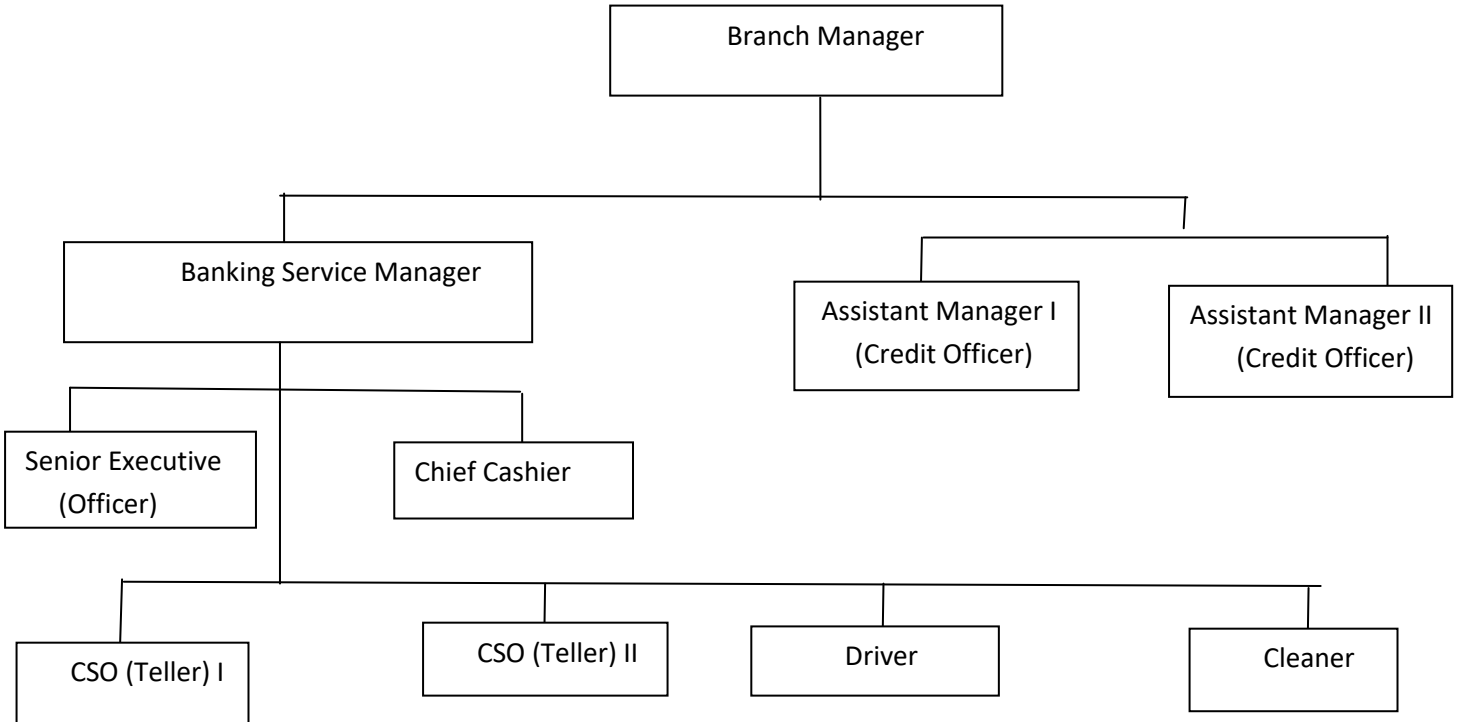 Branch Manager
Banking Service Manager
Assistant Manager I
(Credit Officer)
Assistant Manager II
(Credit Officer)
Senior Executive
(Officer)
Chief Cashier
CSO (Teller) I
CSO (Teller) II
Driver
Cleaner